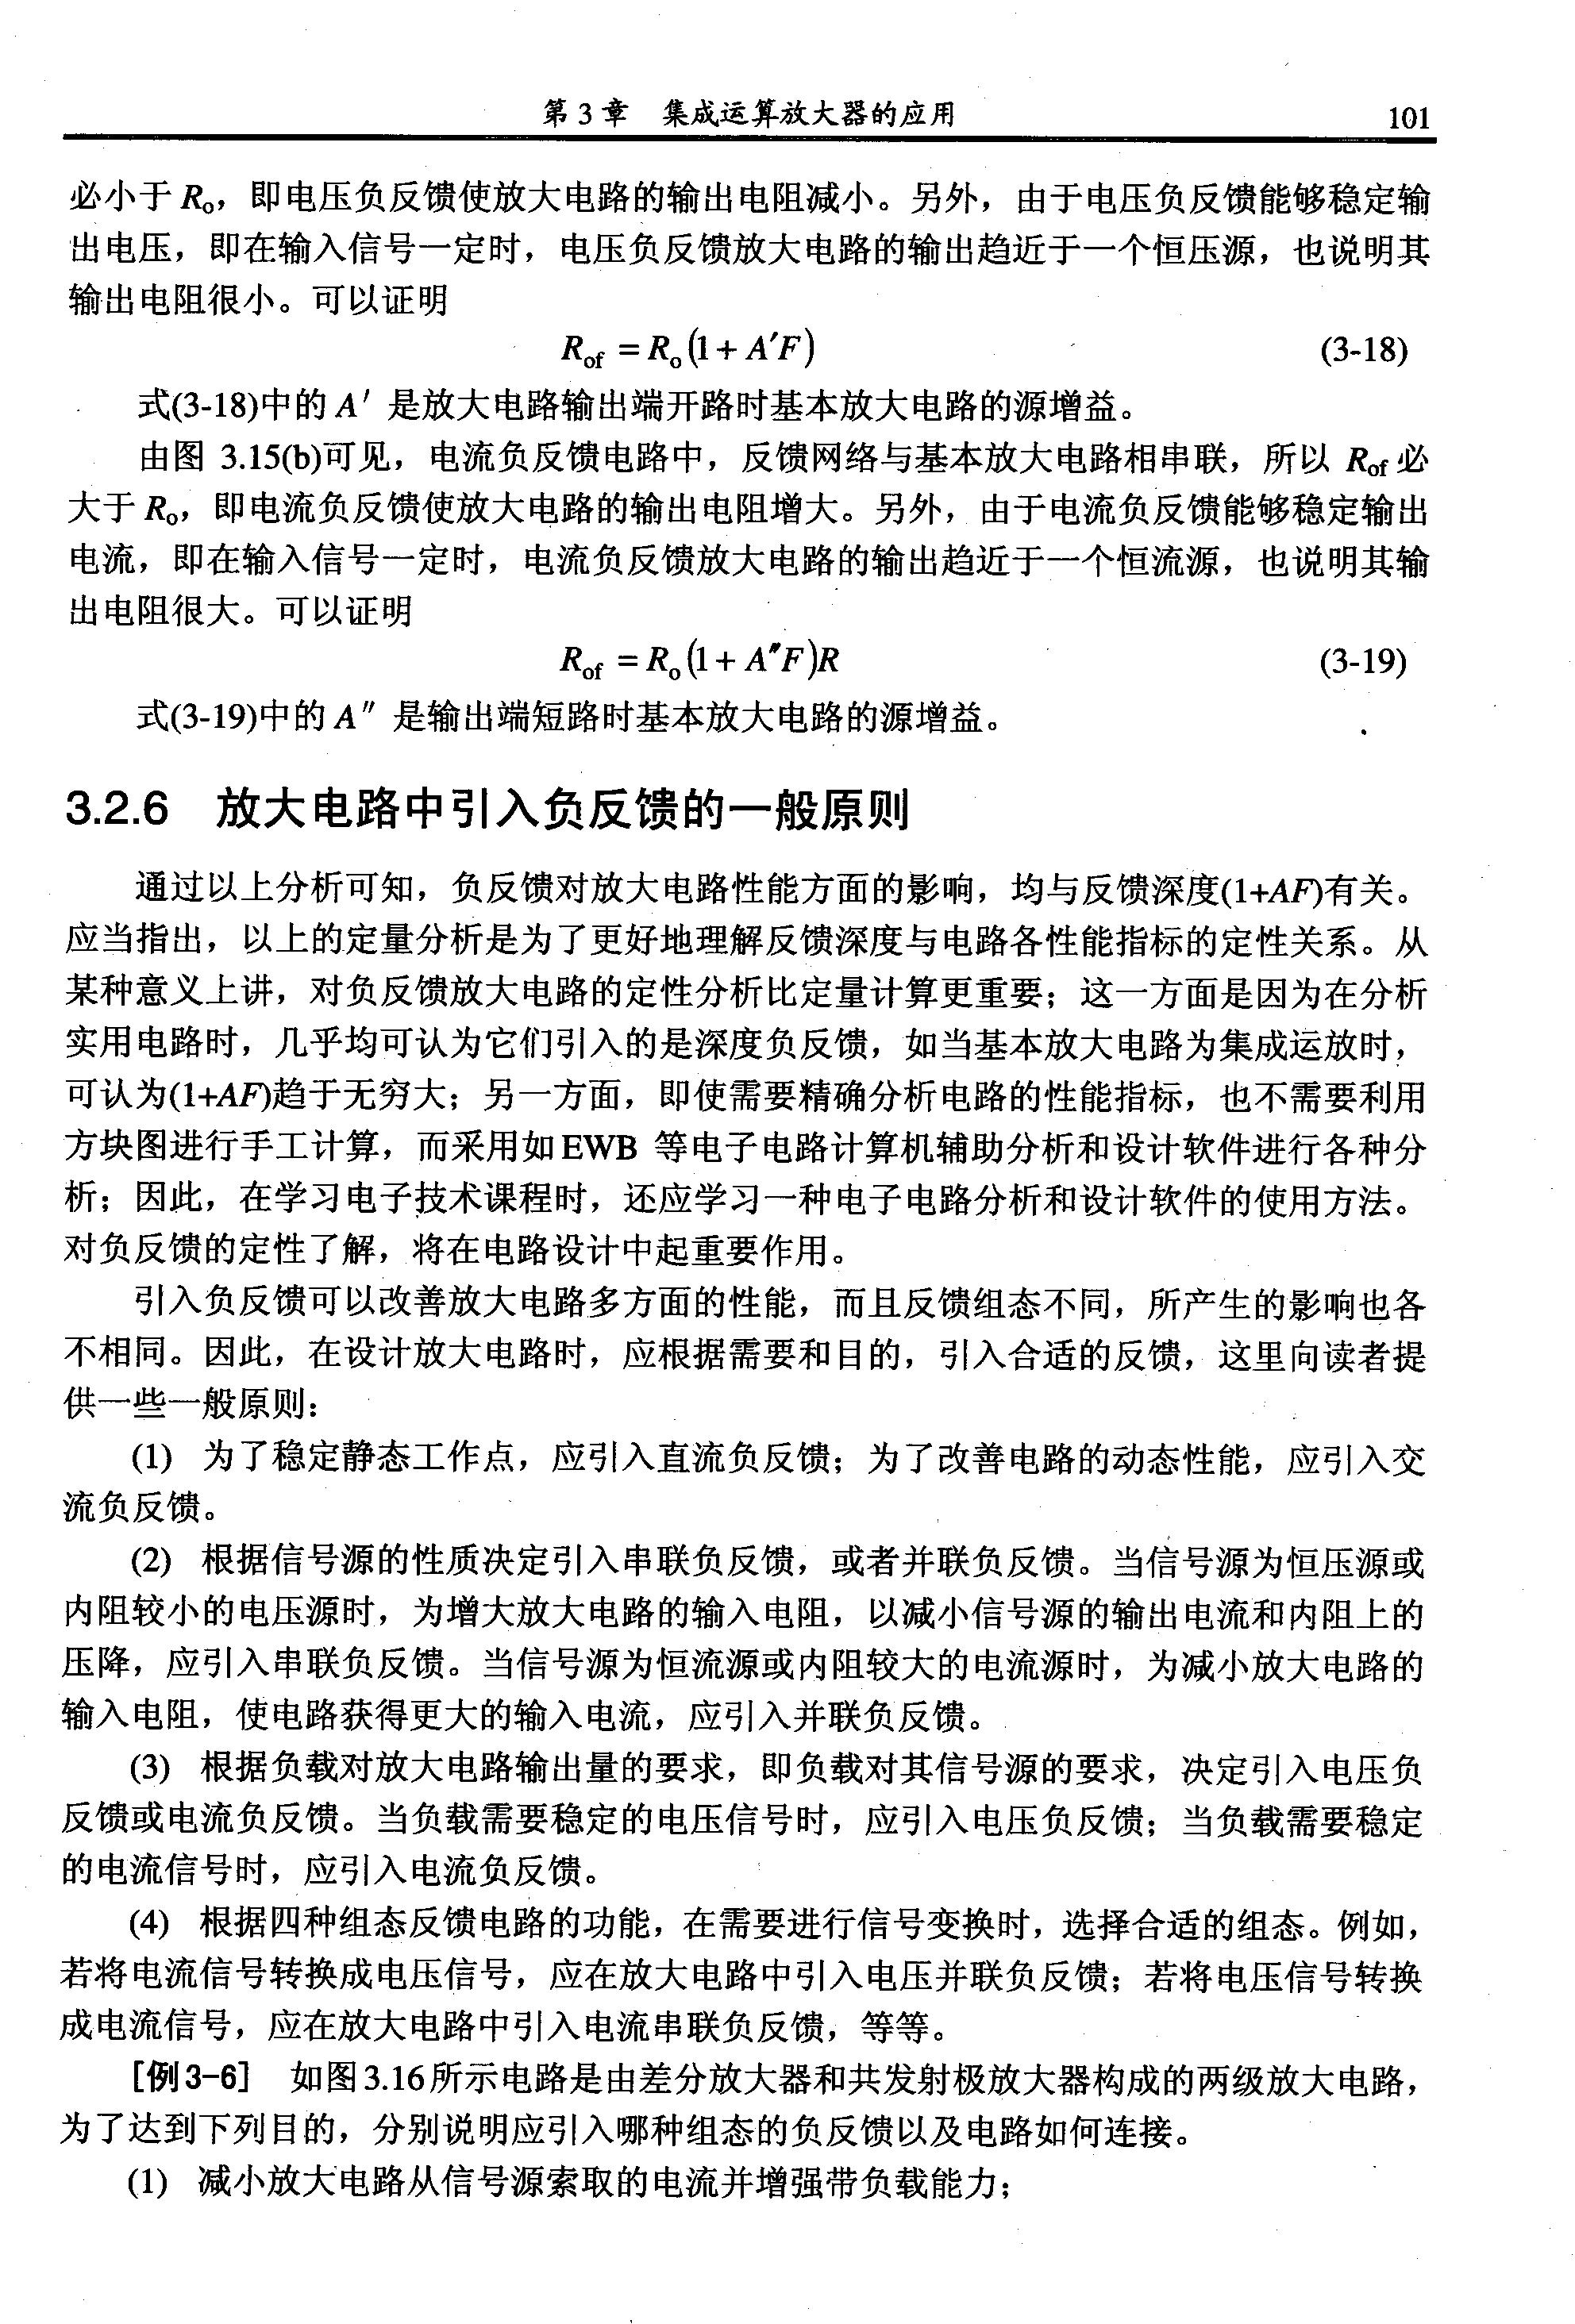 第 3 章 集成运算放大器的应用 101
必小于 Ro，即电压负反馈使放大电路的输出电阻减小。另外，由于电压负反馈能够稳定输
出电压，即在输入信号一定时，电压负反馈放大电路的输出趋近于一个恒压源，也说明其
输出电阻很小。可以证明
Rof = Ro(1 + A′F) (3-18)
式(3-18)中的 A′ 是放大电路输出端开路时基本放大电路的源增益。
由图 3.15(b)可见，电流负反馈电路中，反馈网络与基本放大电路相串联，所以 Rof 必
大于 Ro，即电流负反馈使放大电路的输出电阻增大。另外，由于电流负反馈能够稳定输出
电流，即在输入信号一定时，电流负反馈放大电路的输出趋近于一个恒流源，也说明其输
出电阻很大。可以证明
Rof = Ro(1 + A″F)R (3-19)
式(3-19)中的 A″ 是输出端短路时基本放大电路的源增益。
3.2.6 放大电路中引入负反馈的一般原则
通过以上分析可知，负反馈对放大电路性能方面的影响，均与反馈深度(1+AF)有关。
应当指出，以上的定量分析是为了更好地理解反馈深度与电路各性能指标的定性关系。从
某种意义上讲，对负反馈放大电路的定性分析比定量计算更重要；这一方面是因为在分析
实用电路时，几乎均可认为它们引入的是深度负反馈，如当基本放大电路为集成运放时，
可认为(1+AF)趋于无穷大；另一方面，即使需要精确分析电路的性能指标，也不需要利用
方块图进行手工计算，而采用如 EWB 等电子电路计算机辅助分析和设计软件进行各种分
析；因此，在学习电子技术课程时，还应学习一种电子电路分析和设计软件的使用方法。
对负反馈的定性了解，将在电路设计中起重要作用。
引入负反馈可以改善放大电路多方面的性能，而且反馈组态不同，所产生的影响也各
不相同。因此，在设计放大电路时，应根据需要和目的，引入合适的反馈，这里向读者提
供一些一般原则：
(1) 为了稳定静态工作点，应引入直流负反馈；为了改善电路的动态性能，应引入交
流负反馈。
(2) 根据信号源的性质决定引入串联负反馈，或者并联负反馈。当信号源为恒压源或
内阻较小的电压源时，为增大放大电路的输入电阻，以减小信号源的输出电流和内阻上的
压降，应引入串联负反馈。当信号源为恒流源或内阻较大的电流源时，为减小放大电路的
输入电阻，使电路获得更大的输入电流，应引入并联负反馈。
(3) 根据负载对放大电路输出量的要求，即负载对其信号源的要求，决定引入电压负
反馈或电流负反馈。当负载需要稳定的电压信号时，应引入电压负反馈；当负载需要稳定
的电流信号时，应引入电流负反馈。
(4) 根据四种组态反馈电路的功能，在需要进行信号变换时，选择合适的组态。例如，
若将电流信号转换成电压信号，应在放大电路中引入电压并联负反馈；若将电压信号转换
成电流信号，应在放大电路中引入电流串联负反馈，等等。
[例 3-6] 如图 3.16 所示电路是由差分放大器和共发射极放大器构成的两级放大电路，
为了达到下列目的，分别说明应引入哪种组态的负反馈以及电路如何连接。
(1) 减小放大电路从信号源索取的电流并增强带负载能力；